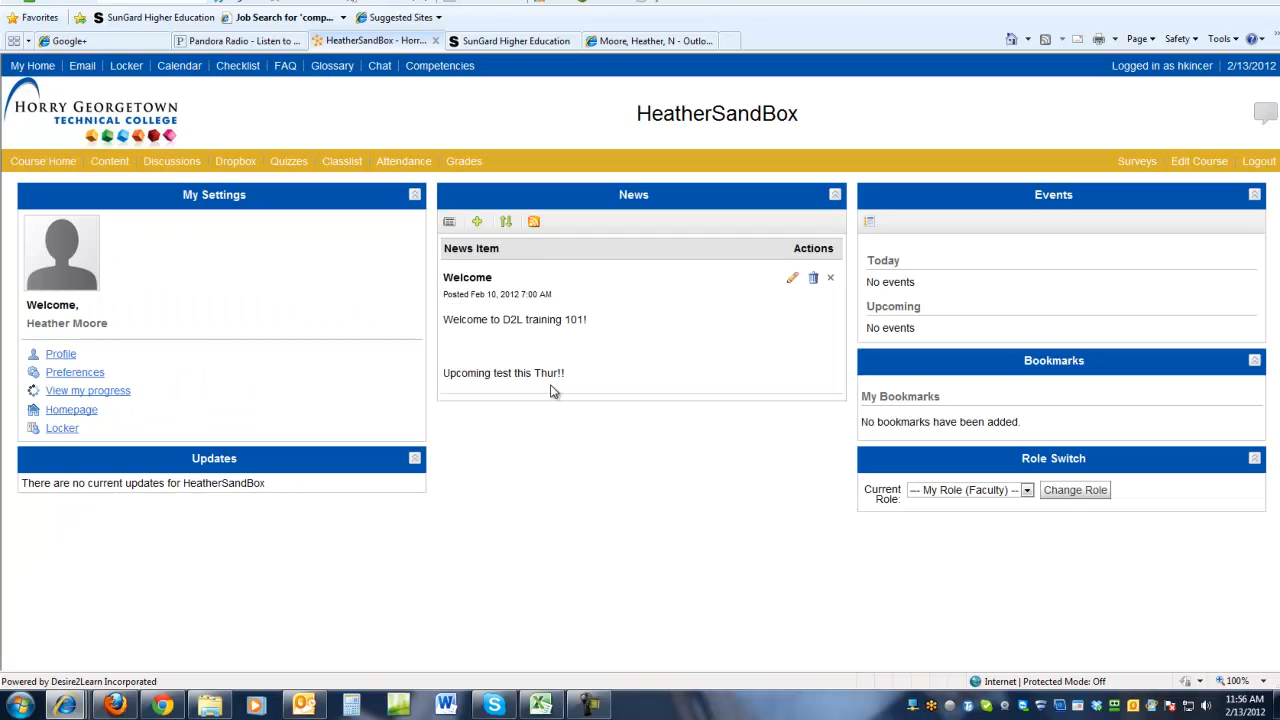 Favorites SunGard Higher Education Job Search for 'comp... Suggested Sites
Google+ Pandora Radio - Listen to ... HeatherSandBox - Horr... SunGard Higher Education Moore, Heather, N - Outlo...
Page Safety Tools
My Home Email Locker Calendar Checklist FAQ Glossary Chat Competencies Logged in as hkincer 2/13/2012
HORRY GEORGETOWN
TECHNICAL COLLEGE
HeatherSandBox
Course Home Content Discussions Dropbox Quizzes Classlist Attendance Grades Surveys Edit Course Logout
My Settings
Welcome,
Heather Moore
Profile
Preferences
View my progress
Homepage
Locker
Updates
There are no current updates for HeatherSandBox
News
News Item Actions
Welcome
Posted Feb 10, 2012 7:00 AM
Welcome to D2L training 101!
Upcoming test this Thur!!
Events
Today
No events
Upcoming
No events
Bookmarks
My Bookmarks
No bookmarks have been added.
Role Switch
Current Role: --- My Role (Faculty) --- Change Role
Powered by Desire2Learn Incorporated
Internet | Protected Mode: Off 100%
11:56 AM
2/13/2012